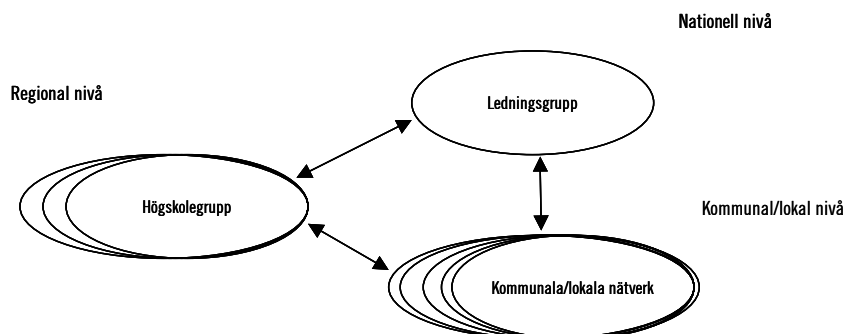 Nationell nivå
Regional nivå
Ledningsgrupp
Högskolegrupp
Kommunal/lokal nivå
Kommunala/lokala nätverk